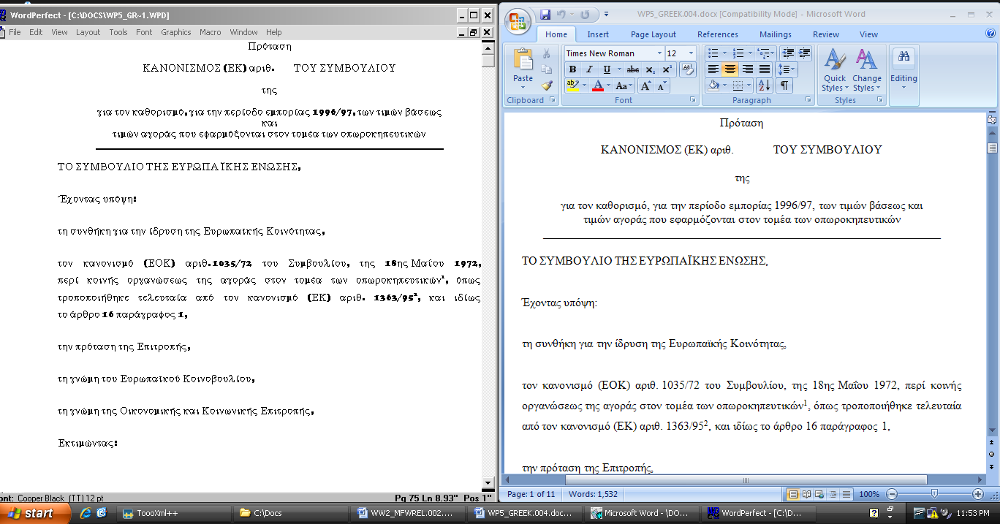 WordPerfect - [C:\DOCS\WP5_GR~1.WPD]
File Edit View Layout Tools Font Graphics Macro Window Help
Πρόταση
ΚΑΝΟΝΙΣΜΟΣ (ΕΚ) αριθ. ΤΟΥ ΣΥΜΒΟΥΛΙΟΥ
της
για τον καθορισμό, για την περίοδο εμπορίας 1996/97, των τιμών βάσεως
και
τιμών αγοράς που εφαρμόζονται στον τομέα των οπωροκηπευτικών
ΤΟ ΣΥΜΒΟΥΛΙΟ ΤΗΣ ΕΥΡΩΠΑΪΚΗΣ ΕΝΩΣΗΣ,
Έχοντας υπόψη:
τη συνθήκη για την ίδρυση της Ευρωπαϊκής Κοινότητας,
τον κανονισμό (ΕΟΚ) αριθ.1035/72 του Συμβουλίου, της 18ης Μαΐου 1972,
περί κοινής οργανώσεως της αγοράς στον τομέα των οπωροκηπευτικών¹, όπως
τροποποιήθηκε τελευταία από τον κανονισμό (ΕΚ) αριθ. 1363/95², και ιδίως
το άρθρο 16 παράγραφος 1,
την πρόταση της Επιτροπής,
τη γνώμη του Ευρωπαϊκού Κοινοβουλίου,
τη γνώμη της Οικονομικής και Κοινωνικής Επιτροπής,
Εκτιμώντας:
ont: Cooper Black (TT) 12 pt Pg 75 Ln 8.93" Pos 1"
WP5_GREEK.004.docx [Compatibility Mode] - Microsoft Word
Home Insert Page Layout References Mailings Review View
Times New Roman 12
Paste
B I U abc X₂ X² Aa A A
Quick Styles Change Styles Editing
Clipboard Font Paragraph Styles
Πρόταση
ΚΑΝΟΝΙΣΜΟΣ (ΕΚ) αριθ. ΤΟΥ ΣΥΜΒΟΥΛΙΟΥ
της
για τον καθορισμό, για την περίοδο εμπορίας 1996/97, των τιμών βάσεως και
τιμών αγοράς που εφαρμόζονται στον τομέα των οπωροκηπευτικών
ΤΟ ΣΥΜΒΟΥΛΙΟ ΤΗΣ ΕΥΡΩΠΑΪΚΗΣ ΕΝΩΣΗΣ,
Έχοντας υπόψη:
τη συνθήκη για την ίδρυση της Ευρωπαϊκής Κοινότητας,
τον κανονισμό (ΕΟΚ) αριθ. 1035/72 του Συμβουλίου, της 18ης Μαΐου 1972, περί κοινής
οργανώσεως της αγοράς στον τομέα των οπωροκηπευτικών¹, όπως τροποποιήθηκε τελευταία
από τον κανονισμό (ΕΚ) αριθ. 1363/95², και ιδίως το άρθρο 16 παράγραφος 1,
την πρόταση της Επιτροπής,
Page: 1 of 11 Words: 1,532 100%
start ToooXml++ C:\Docs WW2_MFWREL.002.... WP5_GREEK.004.doc... Microsoft Word - \DO... WordPerfect - [C:\D... 11:53 PM